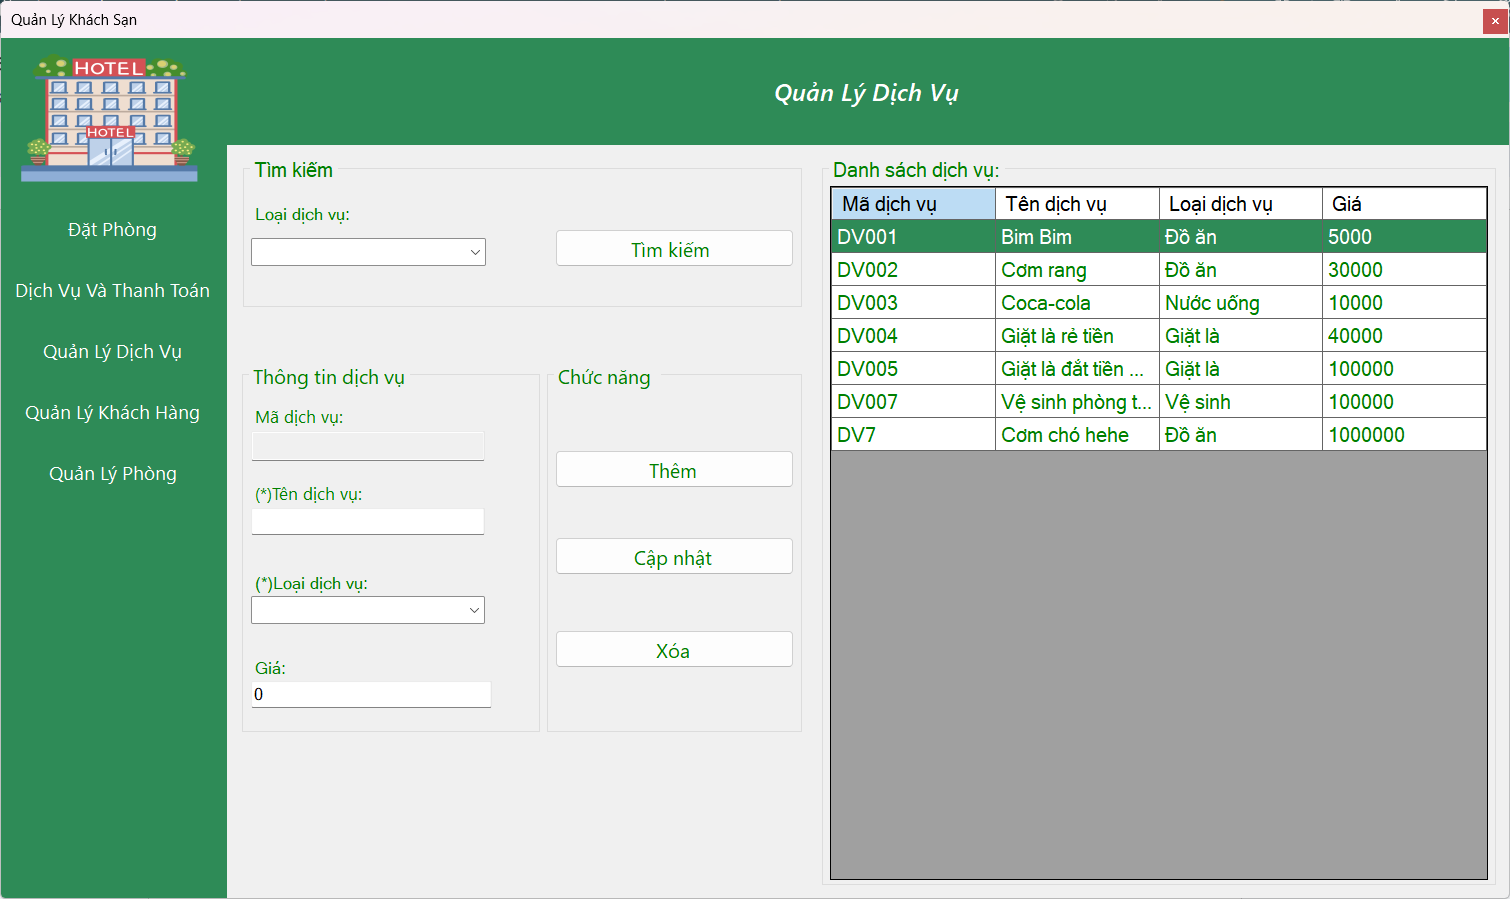 Quản Lý Khách Sạn
HOTEL
HOTEL
Đặt Phòng
Dịch Vụ Và Thanh Toán
Quản Lý Dịch Vụ
Quản Lý Khách Hàng
Quản Lý Phòng
Quản Lý Dịch Vụ
Tìm kiếm
Loại dịch vụ:
Tìm kiếm
Thông tin dịch vụ
Mã dịch vụ:
(*)Tên dịch vụ:
(*)Loại dịch vụ:
Giá:
0
Chức năng
Thêm
Cập nhật
Xóa
Danh sách dịch vụ:
Mã dịch vụ Tên dịch vụ Loại dịch vụ Giá
DV001 Bim Bim Đồ ăn 5000
DV002 Cơm rang Đồ ăn 30000
DV003 Coca-cola Nước uống 10000
DV004 Giặt là rẻ tiền Giặt là 40000
DV005 Giặt là đắt tiền ... Giặt là 100000
DV007 Vệ sinh phòng t... Vệ sinh 100000
DV7 Cơm chó hehe Đồ ăn 1000000